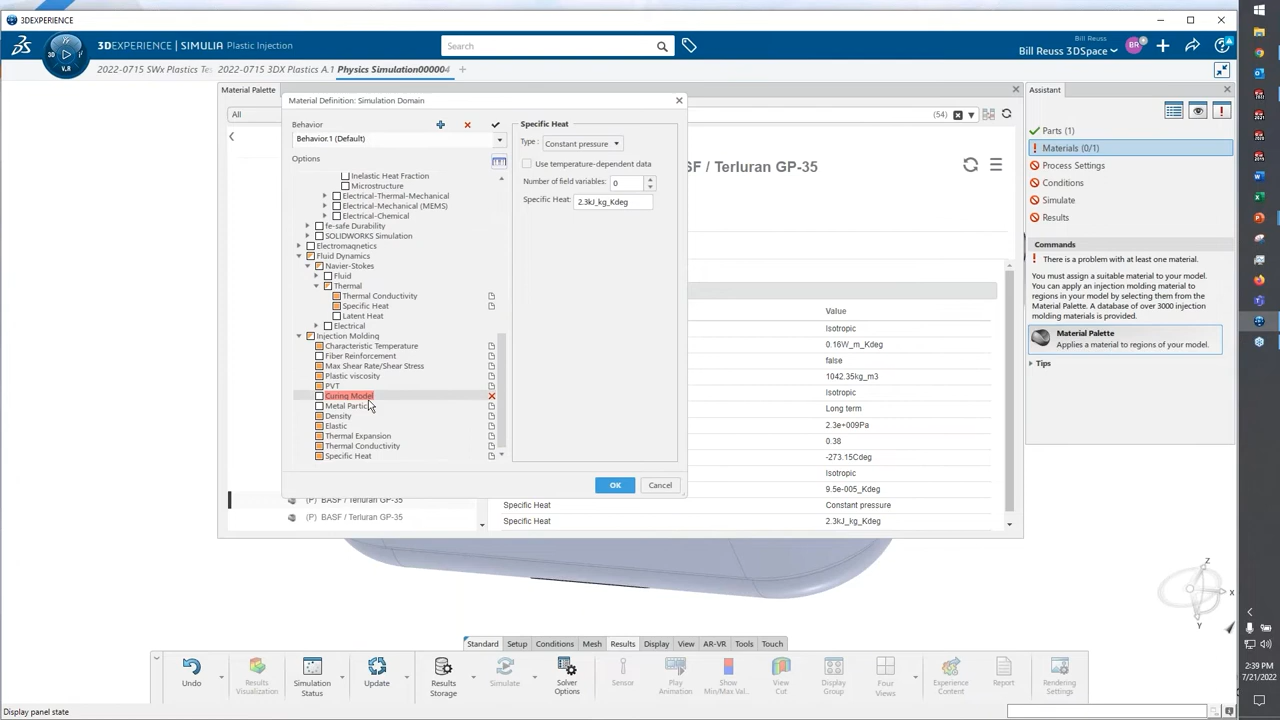 3DEXPERIENCE
3DEXPERIENCE | SIMULIA Plastic Injection
Search
Bill Reuss
Bill Reuss 3DSpace
BR
V.R
3D
2022-0715 SWx Plastics Te
2022-0715 3DX Plastics A.1
Physics Simulation000004
Material Palette
All
(54)
Material Definition: Simulation Domain
Behavior
Behavior.1 (Default)
Options
Inelastic Heat Fraction
Microstructure
Electrical-Thermal-Mechanical
Electrical-Mechanical (MEMS)
Electrical-Chemical
fe-safe Durability
SOLIDWORKS Simulation
Electromagnetics
Fluid Dynamics
Navier-Stokes
Fluid
Thermal
Thermal Conductivity
Specific Heat
Latent Heat
Electrical
Injection Molding
Characteristic Temperature
Fiber Reinforcement
Max Shear Rate/Shear Stress
Plastic viscosity
PVT
Curing Model
Metal Partic
Density
Elastic
Thermal Expansion
Thermal Conductivity
Specific Heat
Specific Heat
Type : Constant pressure
Use temperature-dependent data
Number of field variables: 0
Specific Heat: 2.3kJ_kg_Kdeg
OK
Cancel
SF / Terluran GP-35
Value
Isotropic
0.16W_m_Kdeg
false
1042.35kg_m3
Isotropic
Long term
2.3e+009Pa
0.38
-273.15Cdeg
Isotropic
9.5e-005_Kdeg
Specific Heat Constant pressure
Specific Heat 2.3kJ_kg_Kdeg
(P) BASF / Terluran GP-35
(P) BASF / Terluran GP-35
Assistant
Parts (1)
Materials (0/1)
Process Settings
Conditions
Simulate
Results
Commands
There is a problem with at least one material.
You must assign a suitable material to your model.
You can apply an injection molding material to
regions in your model by selecting them from the
Material Palette. A database of over 3000 injection
molding materials is provided.
Material Palette
Applies a material to regions of your model.
Tips
Z
X
Y
Standard
Setup
Conditions
Mesh
Results
Display
View
AR-VR
Tools
Touch
Undo
Results
Visualization
Simulation
Status
Update
Results
Storage
Simulate
Solver
Options
Sensor
Play
Animation
Show
Min/Max Val...
View
Cut
Display
Group
Four
Views
Experience
Content
Report
Rendering
Settings
Display panel state
2:39 PM
7/21/2022